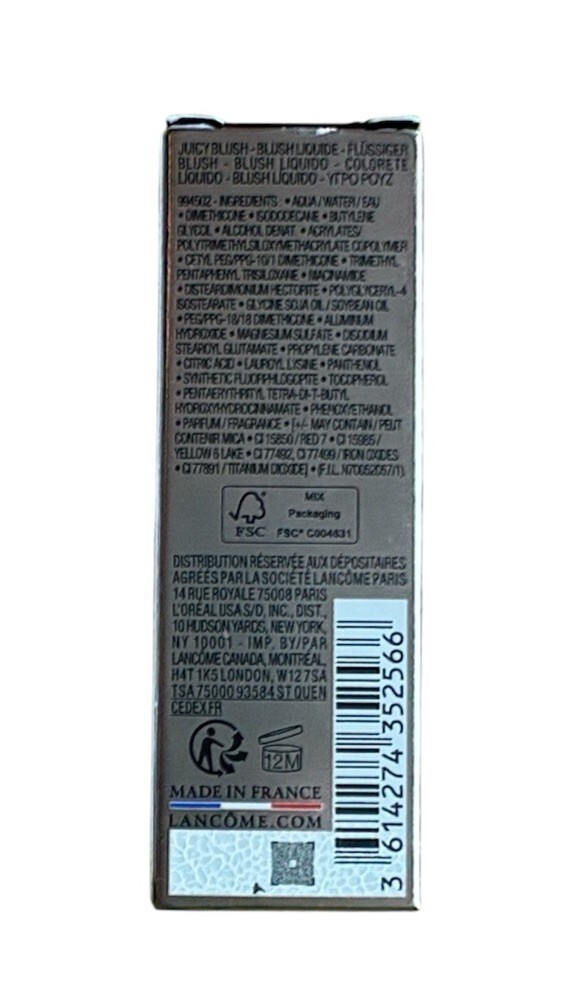 JUICY BLUSH - BLUSH LIQUIDE - FLÜSSIGER
BLUSH - BLUSH LIQUIDO - COLORETE
LÍQUIDO - BLUSH LÍQUIDO - ΥΓΡΟ ΡΟΥΖ
994502 - INGREDIENTS : • AQUA / WATER / EAU
• DIMETHICONE • ISODODECANE • BUTYLENE
GLYCOL • ALCOHOL DENAT. • ACRYLATES/
POLYTRIMETHYLSILOXYMETHACRYLATE COPOLYMER
• CETYL PEG/PPG-10/1 DIMETHICONE • TRIMETHYL
PENTAPHENYL TRISILOXANE • NIACINAMIDE
• DISTEARDIMONIUM HECTORITE • POLYGLYCERYL-4
ISOSTEARATE • GLYCINE SOJA OIL / SOYBEAN OIL
• PEG/PPG-18/18 DIMETHICONE • ALUMINUM
HYDROXIDE • MAGNESIUM SULFATE • DISODIUM
STEAROYL GLUTAMATE • PROPYLENE CARBONATE
• CITRIC ACID • LAUROYL LYSINE • PANTHENOL
• SYNTHETIC FLUORPHLOGOPITE • TOCOPHEROL
• PENTAERYTHRITYL TETRA-DI-T-BUTYL
HYDROXYHYDROCINNAMATE • PHENOXYETHANOL
• PARFUM / FRAGRANCE • [+/- MAY CONTAIN / PEUT
CONTENIR MICA • CI 15850 / RED 7 • CI 15985 /
YELLOW 6 LAKE • CI 77492, CI 77499 / IRON OXIDES
• CI 77891 / TITANIUM DIOXIDE] • (F.I.L. N70052057/1).
MIX
Packaging
FSC FSC® C004631
DISTRIBUTION RÉSERVÉE AUX DÉPOSITAIRES
AGRÉÉS PAR LA SOCIÉTÉ LANCÔME PARIS
14 RUE ROYALE 75008 PARIS
L'ORÉAL USA S/D, INC., DIST.,
10 HUDSON YARDS, NEW YORK,
NY 10001 - IMP. BY/PAR
LANCÔME CANADA, MONTRÉAL,
H4T 1K5 LONDON, W12 7SA
TSA 75000 93584 ST OUEN
CEDEX.FR
12M
MADE IN FRANCE
LANCÔME.COM
3 614274 352566